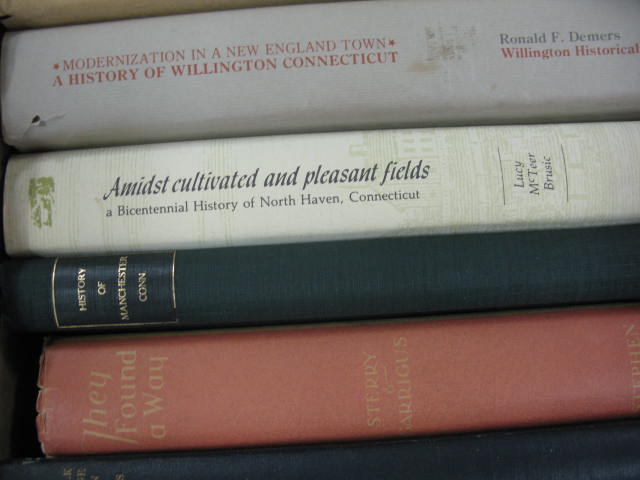 *MODERNIZATION IN A NEW ENGLAND TOWN*
A HISTORY OF WILLINGTON CONNECTICUT
Ronald F. Demers
Willington Historical
Amidst cultivated and pleasant fields
a Bicentennial History of North Haven, Connecticut
Lucy
McTeer
Brusic
HISTORY
OF
MANCHESTER
CONN
They
Found
a Way
STERRY
&
GARRIGUS
STEPHEN